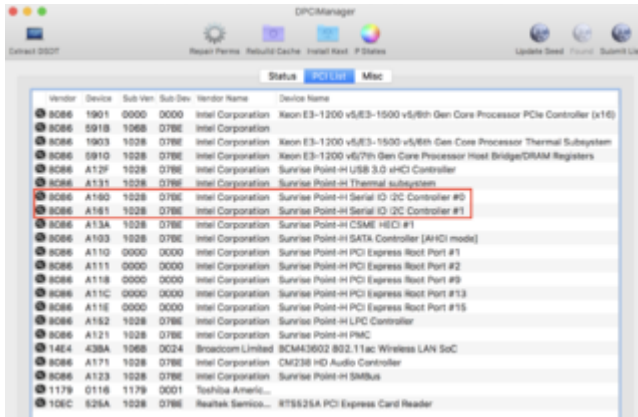 DPCIManager
Extract DSDT Repair Perms Rebuild Cache Install Kext P States Update Seed Found Submit
Status PCI List Misc
Vendor Device Sub Ven Sub Dev Vendor Name Device Name
8086 1901 0000 0000 Intel Corporation Xeon E3-1200 v5/E3-1500 v5/6th Gen Core Processor PCIe Controller (x16)
8086 591B 106B 07BE Intel Corporation
8086 1903 1028 07BE Intel Corporation Xeon E3-1200 v5/E3-1500 v5/6th Gen Core Processor Thermal Subsystem
8086 5910 1028 07BE Intel Corporation Xeon E3-1200 v6/7th Gen Core Processor Host Bridge/DRAM Registers
8086 A12F 1028 07BE Intel Corporation Sunrise Point-H USB 3.0 xHCI Controller
8086 A131 1028 07BE Intel Corporation Sunrise Point-H Thermal subsystem
8086 A160 1028 07BE Intel Corporation Sunrise Point-H Serial IO I2C Controller #0
8086 A161 1028 07BE Intel Corporation Sunrise Point-H Serial IO I2C Controller #1
8086 A13A 1028 07BE Intel Corporation Sunrise Point-H CSME HECI #1
8086 A103 1028 07BE Intel Corporation Sunrise Point-H SATA Controller [AHCI mode]
8086 A110 0000 0000 Intel Corporation Sunrise Point-H PCI Express Root Port #1
8086 A111 0000 0000 Intel Corporation Sunrise Point-H PCI Express Root Port #2
8086 A118 0000 0000 Intel Corporation Sunrise Point-H PCI Express Root Port #9
8086 A11C 0000 0000 Intel Corporation Sunrise Point-H PCI Express Root Port #13
8086 A11E 0000 0000 Intel Corporation Sunrise Point-H PCI Express Root Port #15
8086 A152 1028 07BE Intel Corporation Sunrise Point-H LPC Controller
8086 A121 1028 07BE Intel Corporation Sunrise Point-H PMC
14E4 43BA 106B 0024 Broadcom Limited BCM43602 802.11ac Wireless LAN SoC
8086 A171 1028 07BE Intel Corporation CM238 HD Audio Controller
8086 A123 1028 07BE Intel Corporation Sunrise Point-H SMBus
1179 0116 1179 0001 Toshiba Americ...
10EC 525A 1028 07BE Realtek Semico... RTS525A PCI Express Card Reader